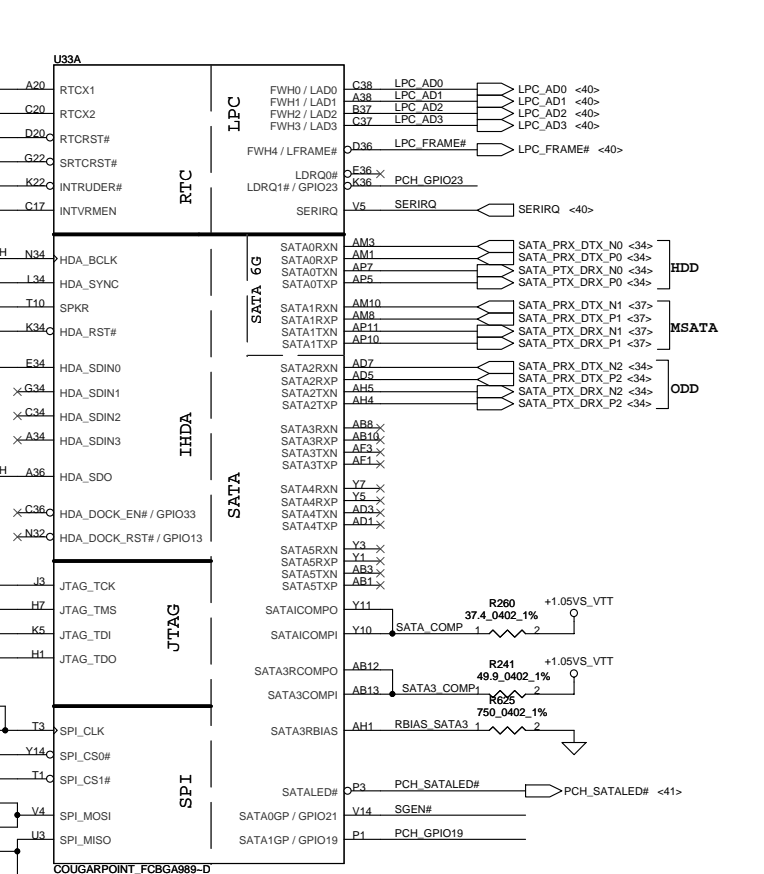 U33A
A20 RTCX1
C20 RTCX2
D20 RTCRST#
G22 SRTCRST#
K22 INTRUDER#
C17 INTVRMEN
RTC
LPC
FWH0 / LAD0 C38 LPC_AD0 LPC_AD0 <40>
FWH1 / LAD1 A38 LPC_AD1 LPC_AD1 <40>
FWH2 / LAD2 B37 LPC_AD2 LPC_AD2 <40>
FWH3 / LAD3 C37 LPC_AD3 LPC_AD3 <40>
FWH4 / LFRAME# D36 LPC_FRAME# LPC_FRAME# <40>
LDRQ0# E36
LDRQ1# / GPIO23 K36 PCH_GPIO23
SERIRQ V5 SERIRQ SERIRQ <40>
H N34 HDA_BCLK
L34 HDA_SYNC
T10 SPKR
K34 HDA_RST#
E34 HDA_SDIN0
G34 HDA_SDIN1
C34 HDA_SDIN2
A34 HDA_SDIN3
H A36 HDA_SDO
C36 HDA_DOCK_EN# / GPIO33
N32 HDA_DOCK_RST# / GPIO13
IHDA
SATA 6G
SATA
SATA0RXN AM3 SATA_PRX_DTX_N0 <34>
SATA0RXP AM1 SATA_PRX_DTX_P0 <34>
SATA0TXN AP7 SATA_PTX_DRX_N0 <34>
SATA0TXP AP5 SATA_PTX_DRX_P0 <34>
HDD
SATA1RXN AM10 SATA_PRX_DTX_N1 <37>
SATA1RXP AM8 SATA_PRX_DTX_P1 <37>
SATA1TXN AP11 SATA_PTX_DRX_N1 <37>
SATA1TXP AP10 SATA_PTX_DRX_P1 <37>
MSATA
SATA2RXN AD7 SATA_PRX_DTX_N2 <34>
SATA2RXP AD5 SATA_PRX_DTX_P2 <34>
SATA2TXN AH5 SATA_PTX_DRX_N2 <34>
SATA2TXP AH4 SATA_PTX_DRX_P2 <34>
ODD
SATA3RXN AB8
SATA3RXP AB10
SATA3TXN AF3
SATA3TXP AF1
SATA4RXN Y7
SATA4RXP Y5
SATA4TXN AD3
SATA4TXP AD1
SATA5RXN Y3
SATA5RXP Y1
SATA5TXN AB3
SATA5TXP AB1
J3 JTAG_TCK
H7 JTAG_TMS
K5 JTAG_TDI
H1 JTAG_TDO
JTAG
SATAICOMPO Y11
SATAICOMPI Y10 SATA_COMP 1 2
R260
37.4_0402_1%
+1.05VS_VTT
SATA3RCOMPO AB12
SATA3COMPI AB13 SATA3_COMP 1 2
R241
49.9_0402_1%
+1.05VS_VTT
R625
750_0402_1%
SATA3RBIAS AH1 RBIAS_SATA3 1 2
T3 SPI_CLK
Y14 SPI_CS0#
T1 SPI_CS1#
V4 SPI_MOSI
U3 SPI_MISO
SPI
SATALED# P3 PCH_SATALED# PCH_SATALED# <41>
SATA0GP / GPIO21 V14 SGEN#
SATA1GP / GPIO19 P1 PCH_GPIO19
COUGARPOINT_FCBGA989~D